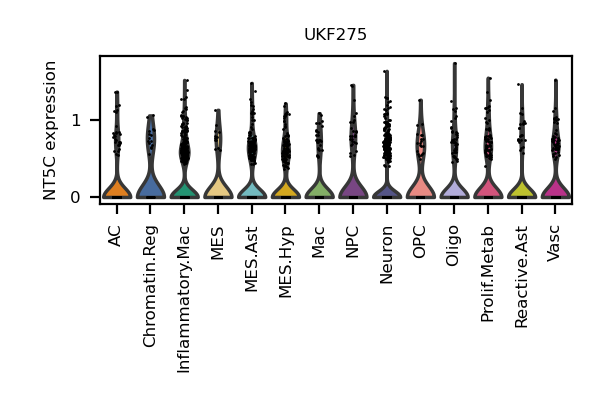 UKF275
NT5C expression
1
0
AC
Chromatin.Reg
Inflammatory.Mac
MES
MES.Ast
MES.Hyp
Mac
NPC
Neuron
OPC
Oligo
Prolif.Metab
Reactive.Ast
Vasc